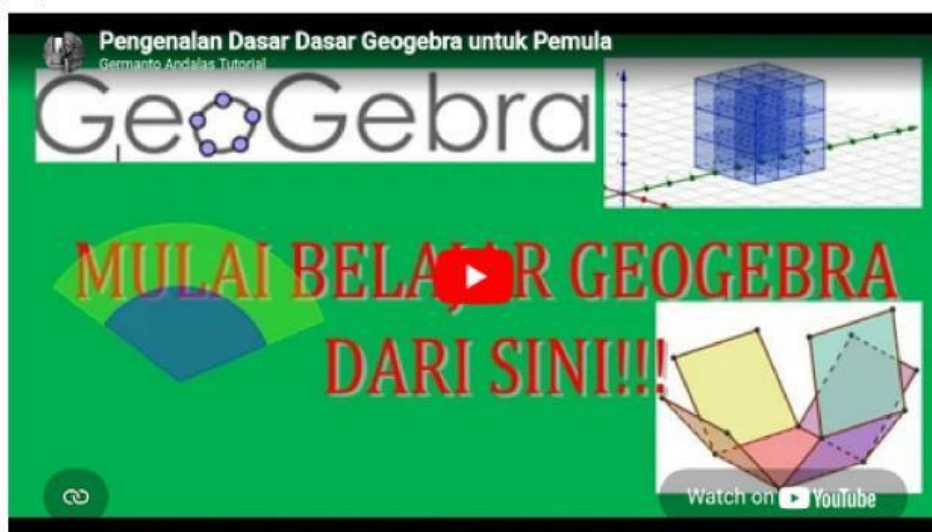 Pengenalan Dasar Dasar Geogebra untuk Pemula
Germanto Andalas Tutorial
GeoGebra
MULAI BELAJAR GEOGEBRA
DARI SINI!!!
Watch on YouTube